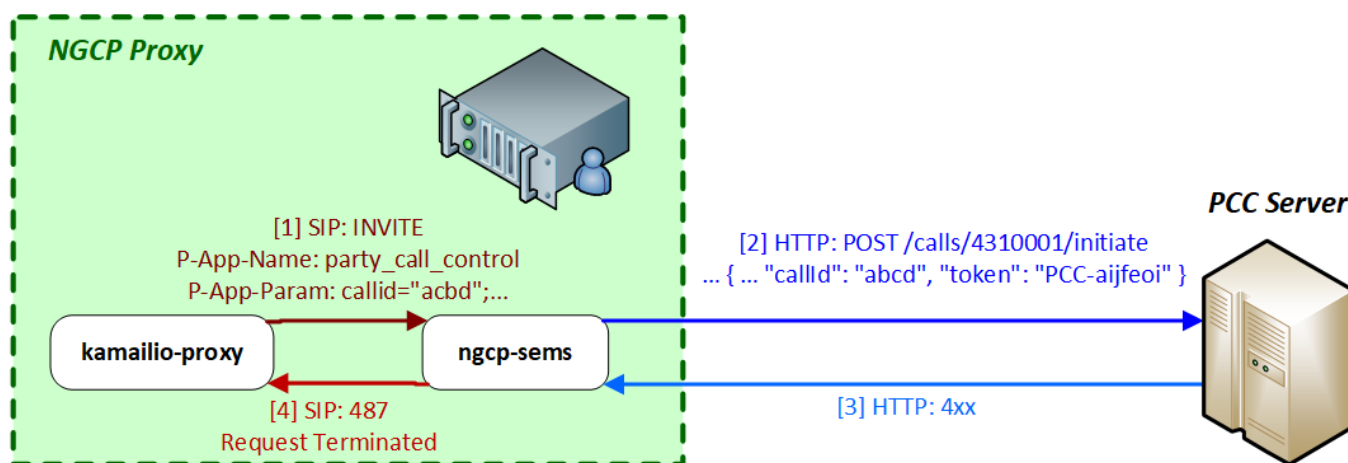 NGCP Proxy
[1] SIP: INVITE
P-App-Name: party_call_control
P-App-Param: callid="acbd";...
kamailio-proxy
ngcp-sems
[4] SIP: 487
Request Terminated
PCC Server
[2] HTTP: POST /calls/4310001/initiate
... { ... "callId": "abcd", "token": "PCC-aijfeoi" }
[3] HTTP: 4xx